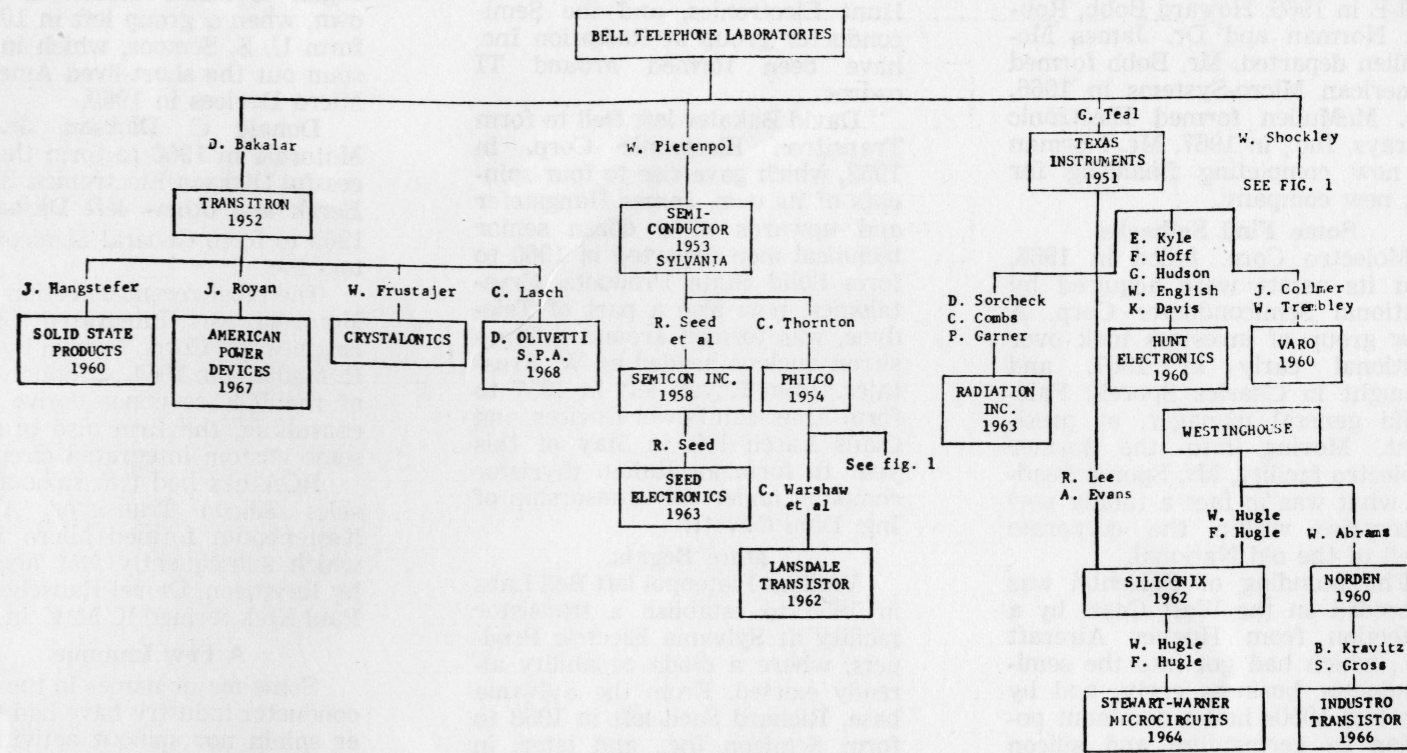 BELL TELEPHONE LABORATORIES
D. Bakalar
TRANSITRON
1952
J. Hangstefer
SOLID STATE
PRODUCTS
1960
J. Royan
AMERICAN
POWER
DEVICES
1967
W. Frustajer
CRYSTALONICS
C. Lasch
D. OLIVETTI
S.P.A.
1968
W. Pietenpol
SEMI-
CONDUCTOR
1953
SYLVANIA
R. Seed
et al
SEMICON INC.
1958
R. Seed
SEED
ELECTRONICS
1963
C. Thornton
PHILCO
1954
See fig. 1
C. Warshaw
et al
LANSDALE
TRANSISTOR
1962
G. Teal
TEXAS
INSTRUMENTS
1951
D. Sorcheck
C. Combs
P. Garner
RADIATION
INC.
1963
E. Kyle
P. Hoff
G. Hudson
W. English
K. Davis
HUNT
ELECTRONICS
1960
J. Conker
W. Trembley
VARO
1960
W. Shockley
SEE FIG. 1
WESTINGHOUSE
R. Lee
A. Evans
W. Hugle
F. Hugle
SILICONIX
1962
W. Hugle
F. Hugle
STEWART-WARNER
MICROCIRCUITS
1964
W. Abrams
NORDEN
1960
B. Kravitz
S. Gross
INDUSTRO
TRANSISTOR
1966